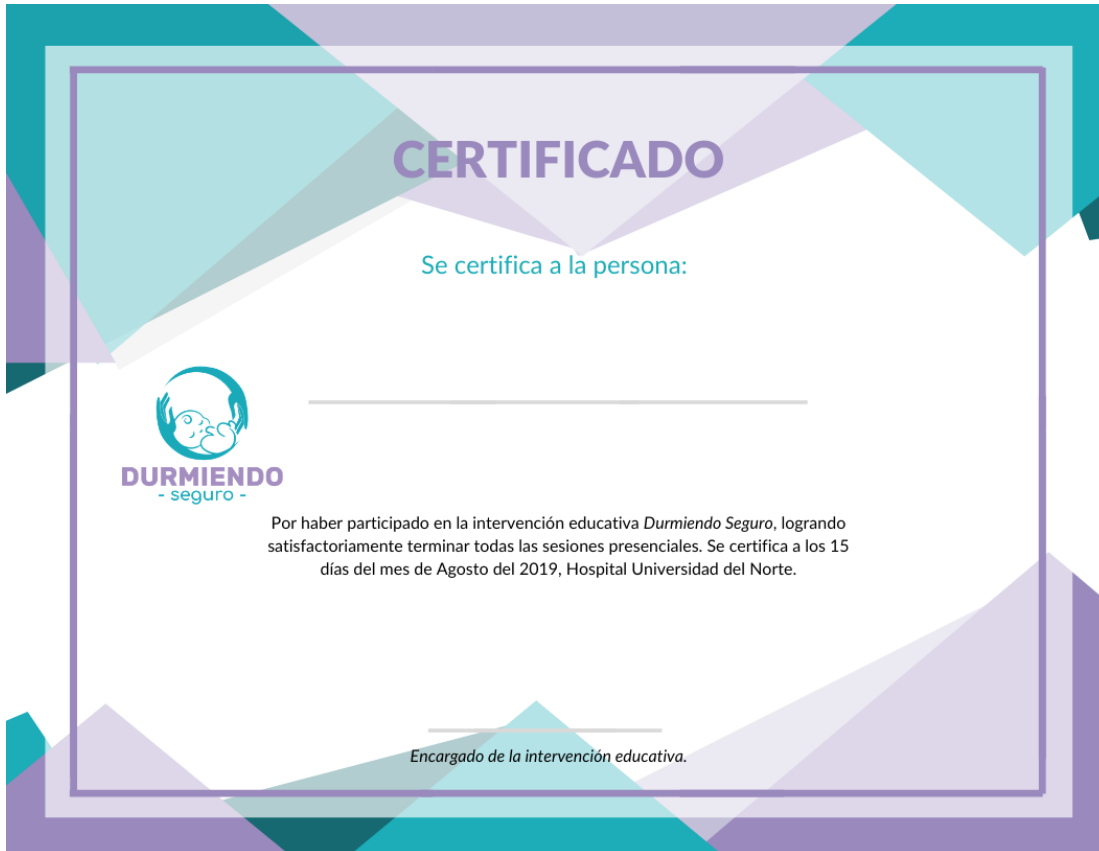 CERTIFICADO
Se certifica a la persona:
DURMIENDO
- seguro -
Por haber participado en la intervención educativa Durmiendo Seguro, logrando
satisfactoriamente terminar todas las sesiones presenciales. Se certifica a los 15
días del mes de Agosto del 2019, Hospital Universidad del Norte.
Encargado de la intervención educativa.